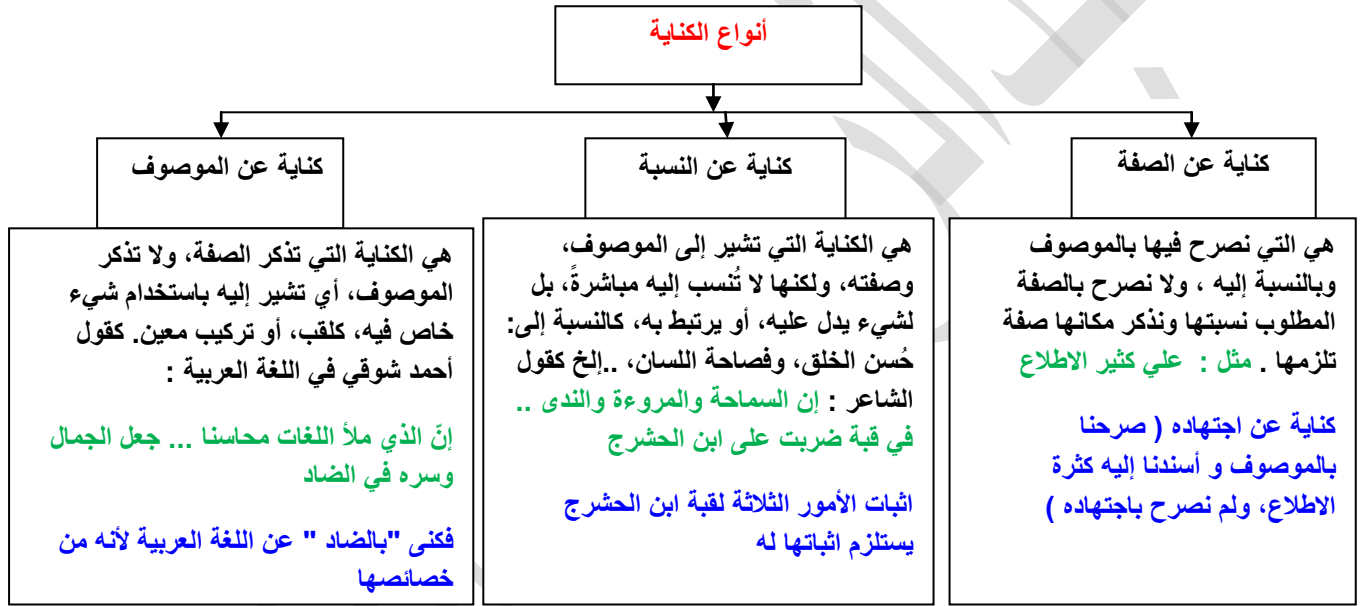 أنواع الكناية
كناية عن الصفة
هي التي نصرح فيها بالموصوف
وبالنسبة إليه ، ولا نصرح بالصفة
المطلوب نسبتها ونذكر مكانها صفة
تلزمها . مثل : علي كثير الاطلاع
كناية عن اجتهاده ( صرحنا
بالموصوف و أسندنا إليه كثرة
الاطلاع، ولم نصرح باجتهاده )
كناية عن النسبة
هي الكناية التي تشير إلى الموصوف،
وصفته، ولكنها لا تُنسب إليه مباشرةً، بل
لشيء يدل عليه، أو يرتبط به، كالنسبة إلى:
حُسن الخلق، وفصاحة اللسان، ..إلخ كقول
الشاعر : إن السماحة والمروءة والندى ..
في قبة ضربت على ابن الحشرج
اثبات الأمور الثلاثة لقبة ابن الحشرج
يستلزم اثباتها له
كناية عن الموصوف
هي الكناية التي تذكر الصفة، ولا تذكر
الموصوف، أي تشير إليه باستخدام شيء
خاص فيه، كلقب، أو تركيب معين. كقول
أحمد شوقي في اللغة العربية :
إنّ الذي ملأ اللغات محاسنا ... جعل الجمال
وسره في الضاد
فكنى "بالضاد " عن اللغة العربية لأنه من
خصائصها